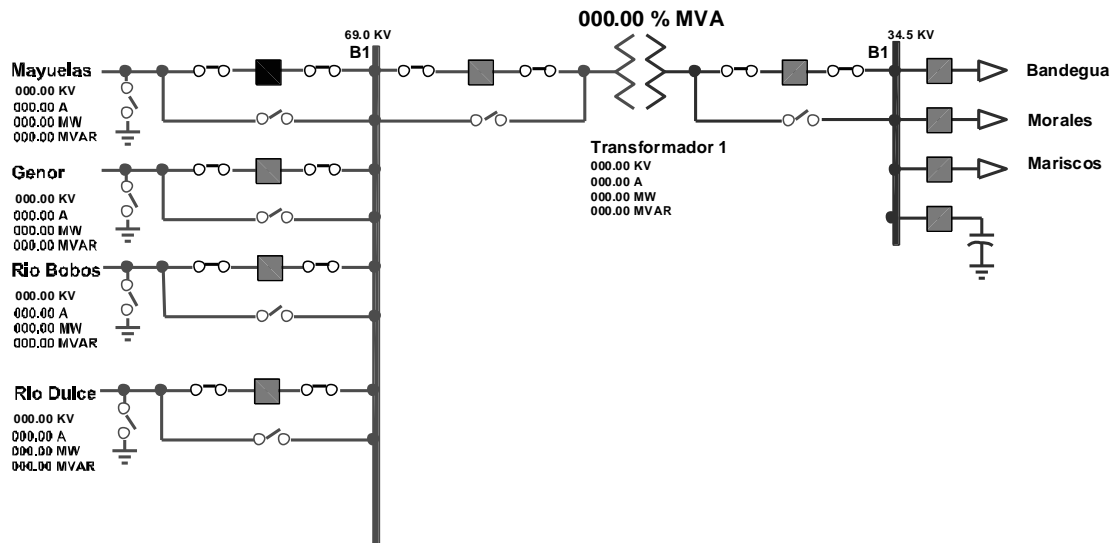 000.00 % MVA
69.0 KV
B1
34.5 KV
B1
Mayuelas
000.00 KV
000.00 A
000.00 MW
000.00 MVAR
Genor
000.00 KV
000.00 A
000.00 MW
000.00 MVAR
Rio Bobos
000.00 KV
000.00 A
000.00 MW
000.00 MVAR
Rio Dulce
000.00 KV
000.00 A
000.00 MW
000.00 MVAR
Transformador 1
000.00 KV
000.00 A
000.00 MW
000.00 MVAR
Bandegua
Morales
Mariscos